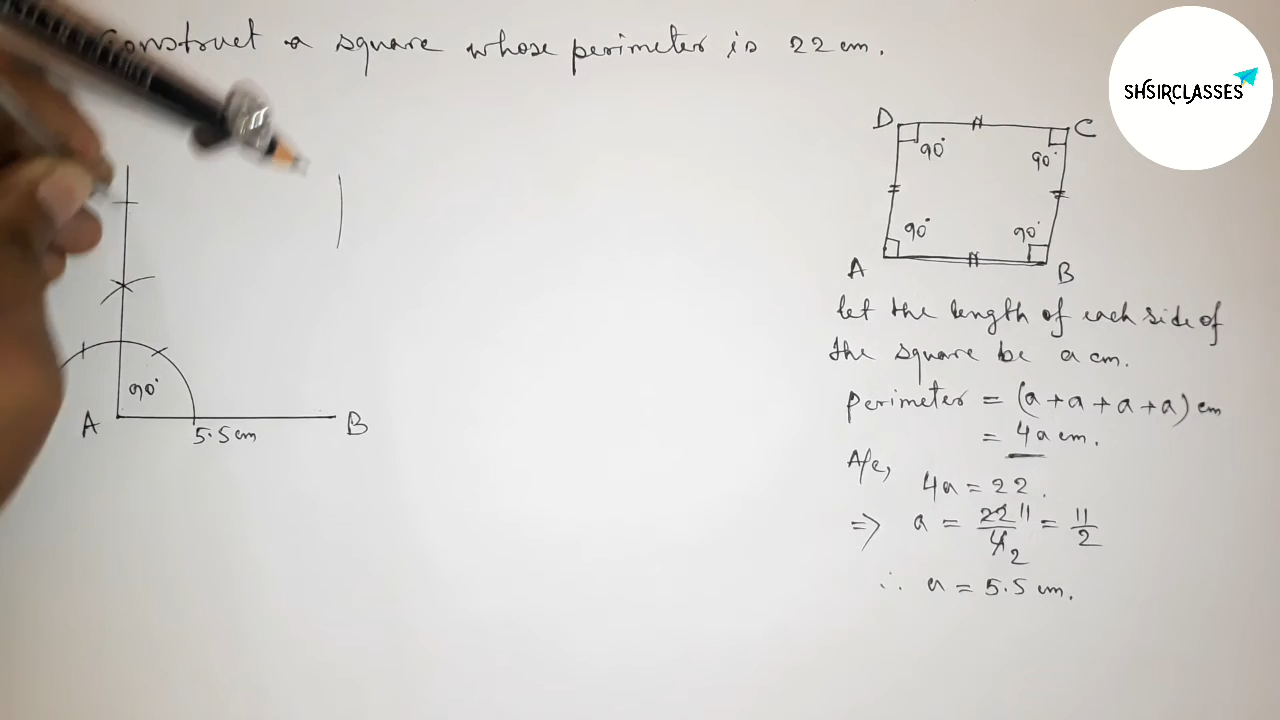 Construct a square whose perimeter is 22 cm.
SHSIRCLASSES
D
C
90°
90°
90°
90°
A
B
let the length of each side of
the square be a cm.
perimeter = (a+a+a+a) cm
= 4a cm.
A/c,
4a = 22.
⇒ a = 22 11 / 4 2 = 11/2
∴ a = 5.5 cm.
90°
A
B
5.5 cm